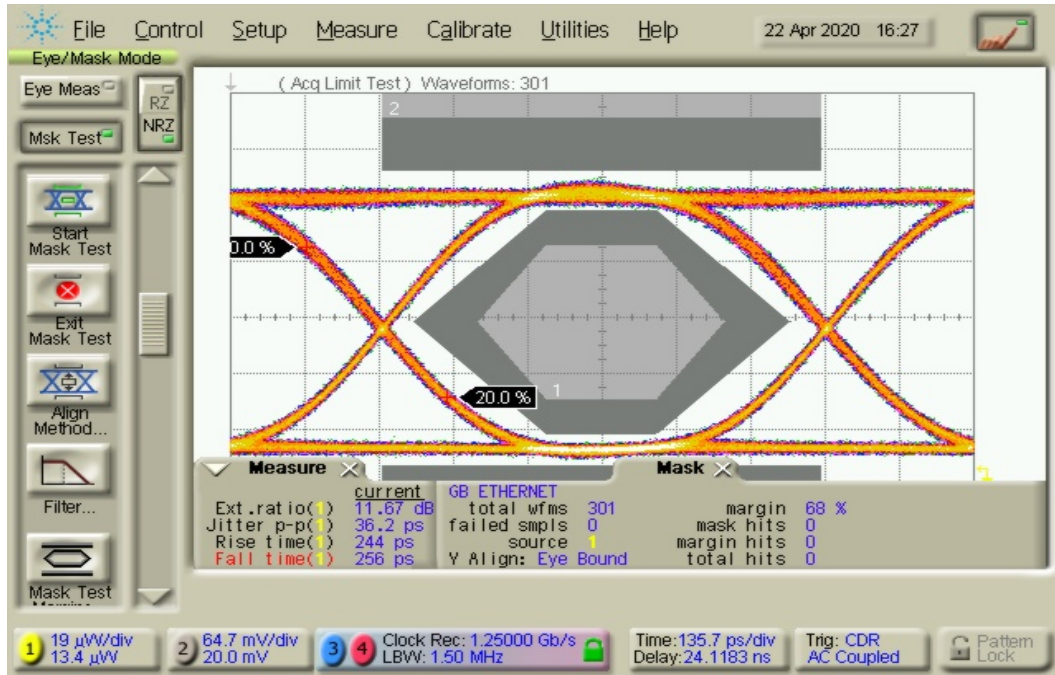 File Control Setup Measure Calibrate Utilities Help 22 Apr 2020 16:27
Eye/Mask Mode
Eye Meas
RZ
NRZ
Msk Test
( Acq Limit Test ) Waveforms: 301
2
Start
Mask Test
0.0 %
Exit
Mask Test
20.0 %
1
Align
Method...
Filter...
Mask Test
Measure
current
Ext.ratio(1) 11.67 dB
Jitter p-p(1) 36.2 ps
Rise time(1) 244 ps
Fall time(1) 256 ps
Mask
GB ETHERNET
total wfms 301 margin 68 %
failed smpls 0 mask hits 0
source 1 margin hits 0
Y Align: Eye Bound total hits 0
1 19 µW/div
13.4 µW
2 64.7 mV/div
20.0 mV
3 4 Clock Rec: 1.25000 Gb/s
LBW: 1.50 MHz
Time:135.7 ps/div
Delay:24.1183 ns
Trig: CDR
AC Coupled
Pattern
Lock